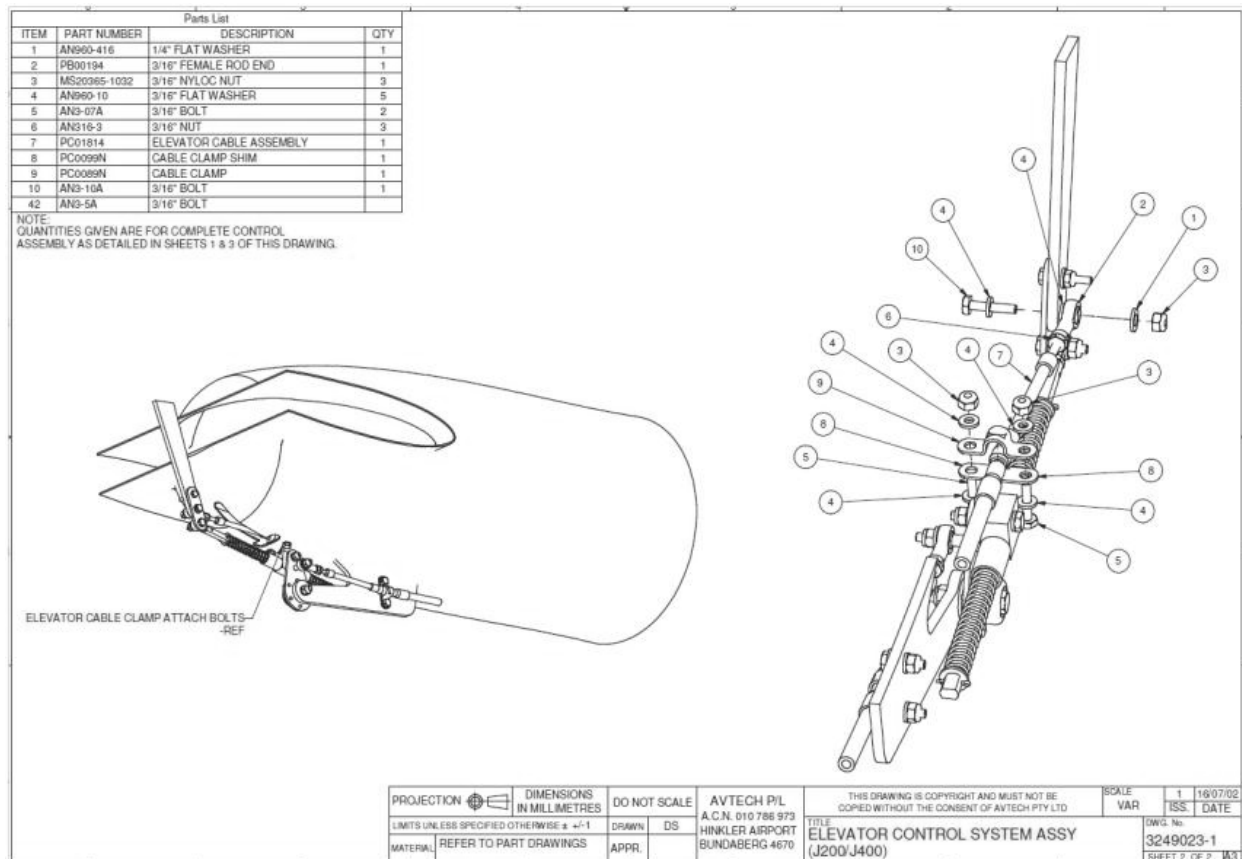 Parts List
ITEM PART NUMBER DESCRIPTION QTY
1 AN960-416 1/4" FLAT WASHER 1
2 PB00194 3/16" FEMALE ROD END 1
3 MS20365-1032 3/16" NYLOC NUT 3
4 AN960-10 3/16" FLAT WASHER 5
5 AN3-07A 3/16" BOLT 2
6 AN316-3 3/16" NUT 3
7 PC01814 ELEVATOR CABLE ASSEMBLY 1
8 PC0099N CABLE CLAMP SHIM 1
9 PC0089N CABLE CLAMP 1
10 AN3-10A 3/16" BOLT 1
42 AN3-5A 3/16" BOLT
NOTE:
QUANTITIES GIVEN ARE FOR COMPLETE CONTROL
ASSEMBLY AS DETAILED IN SHEETS 1 & 3 OF THIS DRAWING.
4
2
4
1
10
3
6
4
3
4
7
3
9
8
5
8
4
4
5
ELEVATOR CABLE CLAMP ATTACH BOLTS
-REF
PROJECTION
DIMENSIONS
IN MILLIMETRES
DO NOT SCALE
LIMITS UNLESS SPECIFIED OTHERWISE ± +/-1
DRAWN DS
MATERIAL REFER TO PART DRAWINGS
APPR.
AVTECH P/L
A.C.N. 010 786 973
HINKLER AIRPORT
BUNDABERG 4670
THIS DRAWING IS COPYRIGHT AND MUST NOT BE
COPIED WITHOUT THE CONSENT OF AVTECH PTY LTD
SCALE
VAR
1 16/07/02
ISS. DATE
TITLE
ELEVATOR CONTROL SYSTEM ASSY
(J200/J400)
DWG. No.
3249023-1
SHEET 2 OF 2 A3